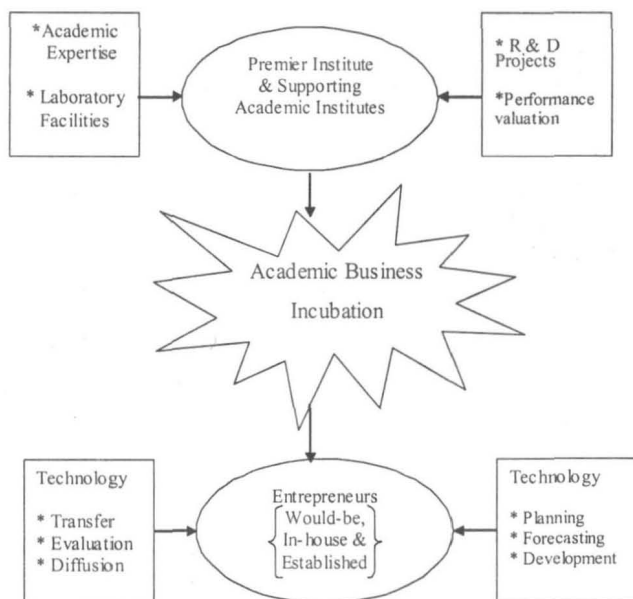 *Academic
Expertise
* Laboratory
Facilities
Premier Institute
& Supporting
Academic Institutes
* R & D
Projects
*Performance
valuation
Academic Business
Incubation
Technology
* Transfer
* Evaluation
* Diffusion
Entrepreneurs
{Would-be,
In-house &
Established}
Technology
* Planning
* Forecasting
* Development